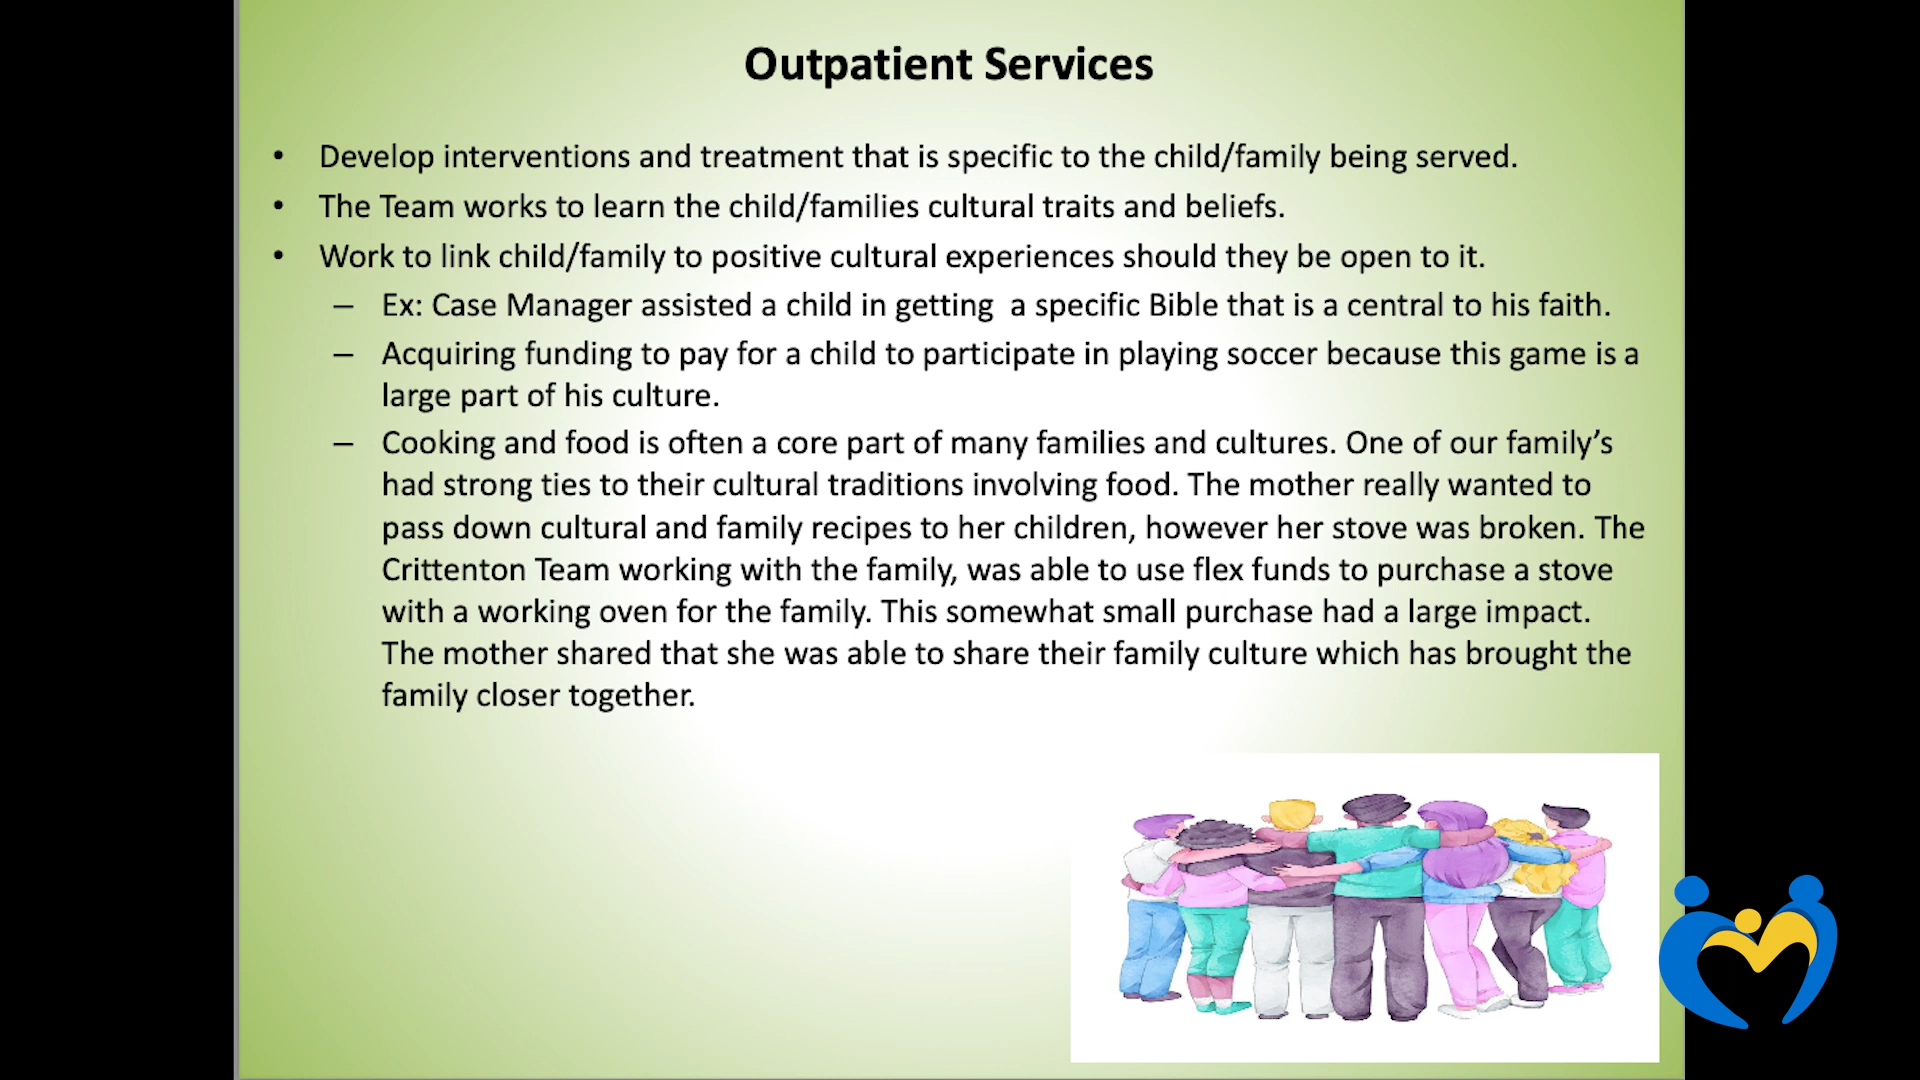 Outpatient Services
• Develop interventions and treatment that is specific to the child/family being served.
• The Team works to learn the child/families cultural traits and beliefs.
• Work to link child/family to positive cultural experiences should they be open to it.
– Ex: Case Manager assisted a child in getting  a specific Bible that is a central to his faith.
– Acquiring funding to pay for a child to participate in playing soccer because this game is a
large part of his culture.
– Cooking and food is often a core part of many families and cultures. One of our family’s
had strong ties to their cultural traditions involving food. The mother really wanted to
pass down cultural and family recipes to her children, however her stove was broken. The
Crittenton Team working with the family, was able to use flex funds to purchase a stove
with a working oven for the family. This somewhat small purchase had a large impact.
The mother shared that she was able to share their family culture which has brought the
family closer together.